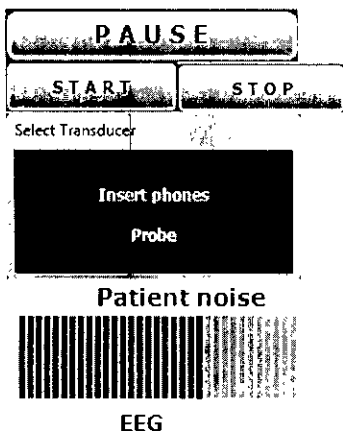 PAUSE
START STOP
Select Transducer
Insert phones
Probe
Patient noise
EEG